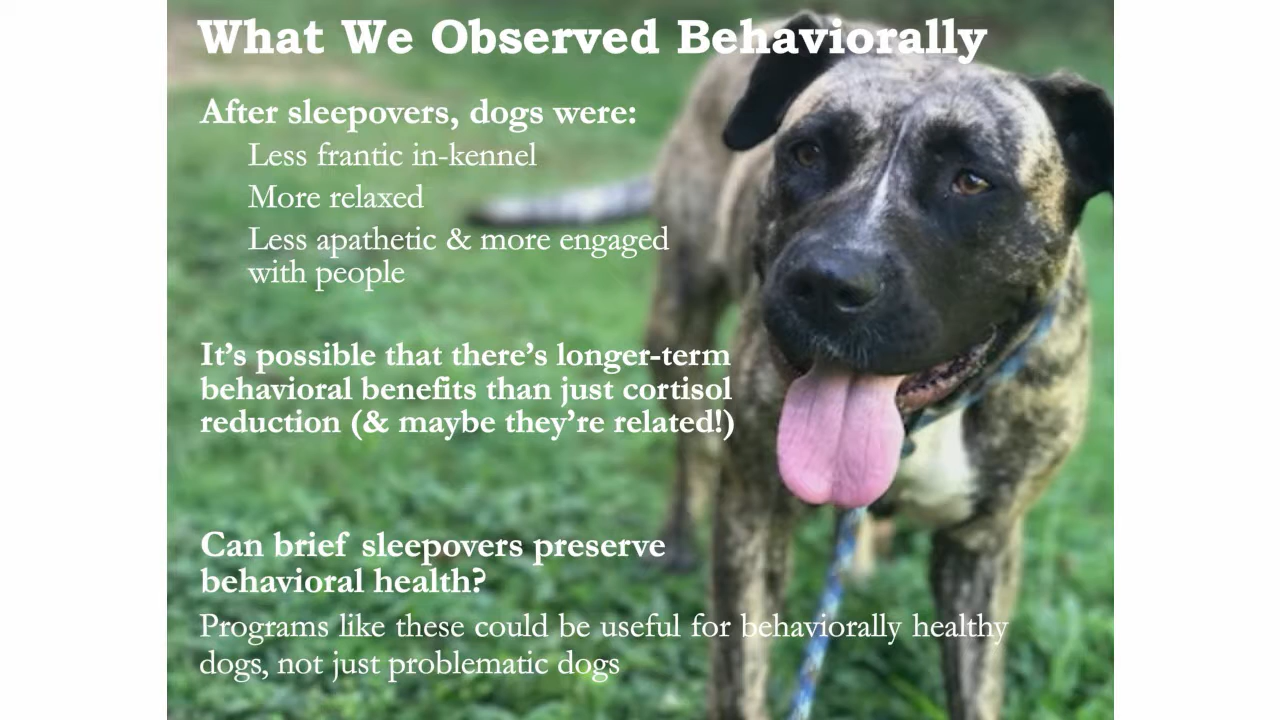 What We Observed Behaviorally
After sleepovers, dogs were:
Less frantic in-kennel
More relaxed
Less apathetic & more engaged
with people
It’s possible that there’s longer-term
behavioral benefits than just cortisol
reduction (& maybe they’re related!)
Can brief sleepovers preserve
behavioral health?
Programs like these could be useful for behaviorally healthy
dogs, not just problematic dogs